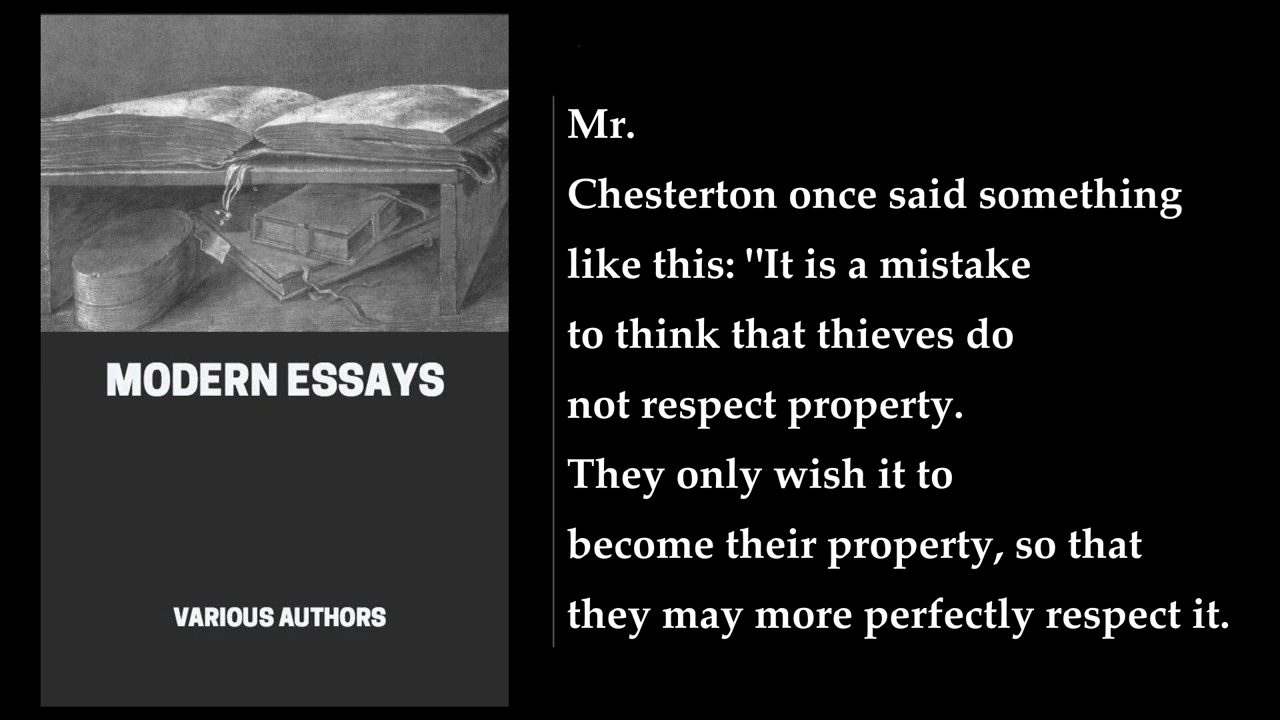 MODERN ESSAYS
VARIOUS AUTHORS
Mr.
Chesterton once said something
like this: "It is a mistake
to think that thieves do
not respect property.
They only wish it to
become their property, so that
they may more perfectly respect it.